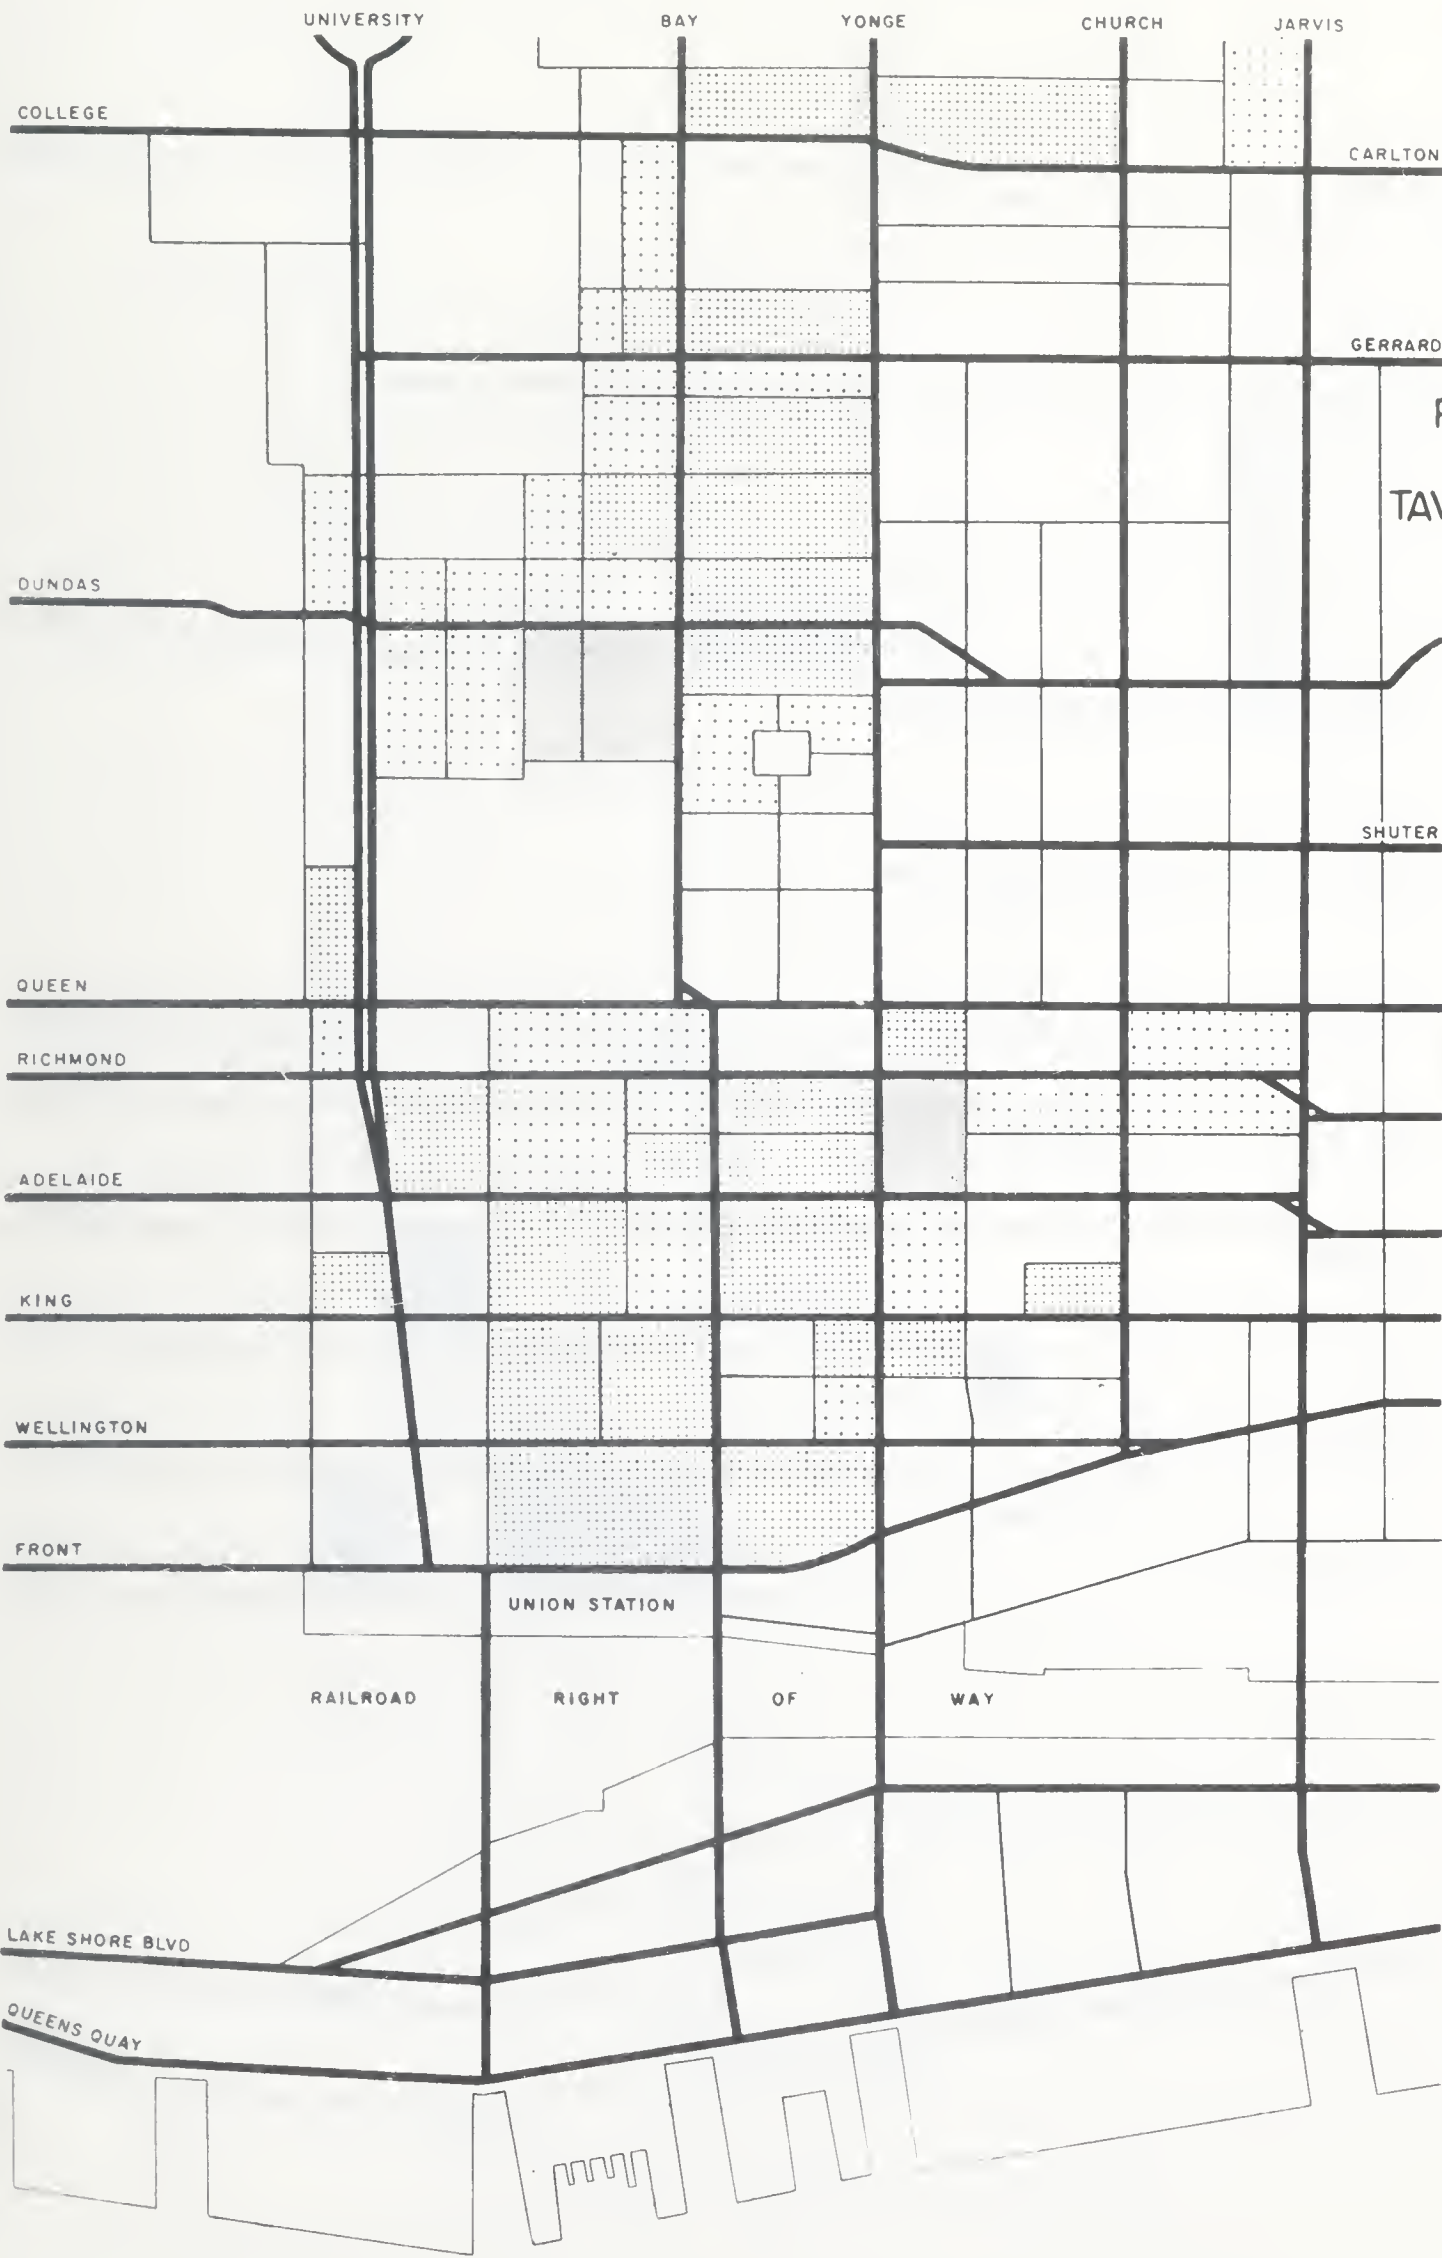 UNIVERSITY
BAY
YONGE
CHURCH
JARVIS
COLLEGE
CARLTON
GERRARD
DUNDAS
SHUTER
QUEEN
RICHMOND
ADELAIDE
KING
WELLINGTON
FRONT
UNION STATION
RAILROAD RIGHT OF WAY
LAKE SHORE BLVD
QUEENS QUAY